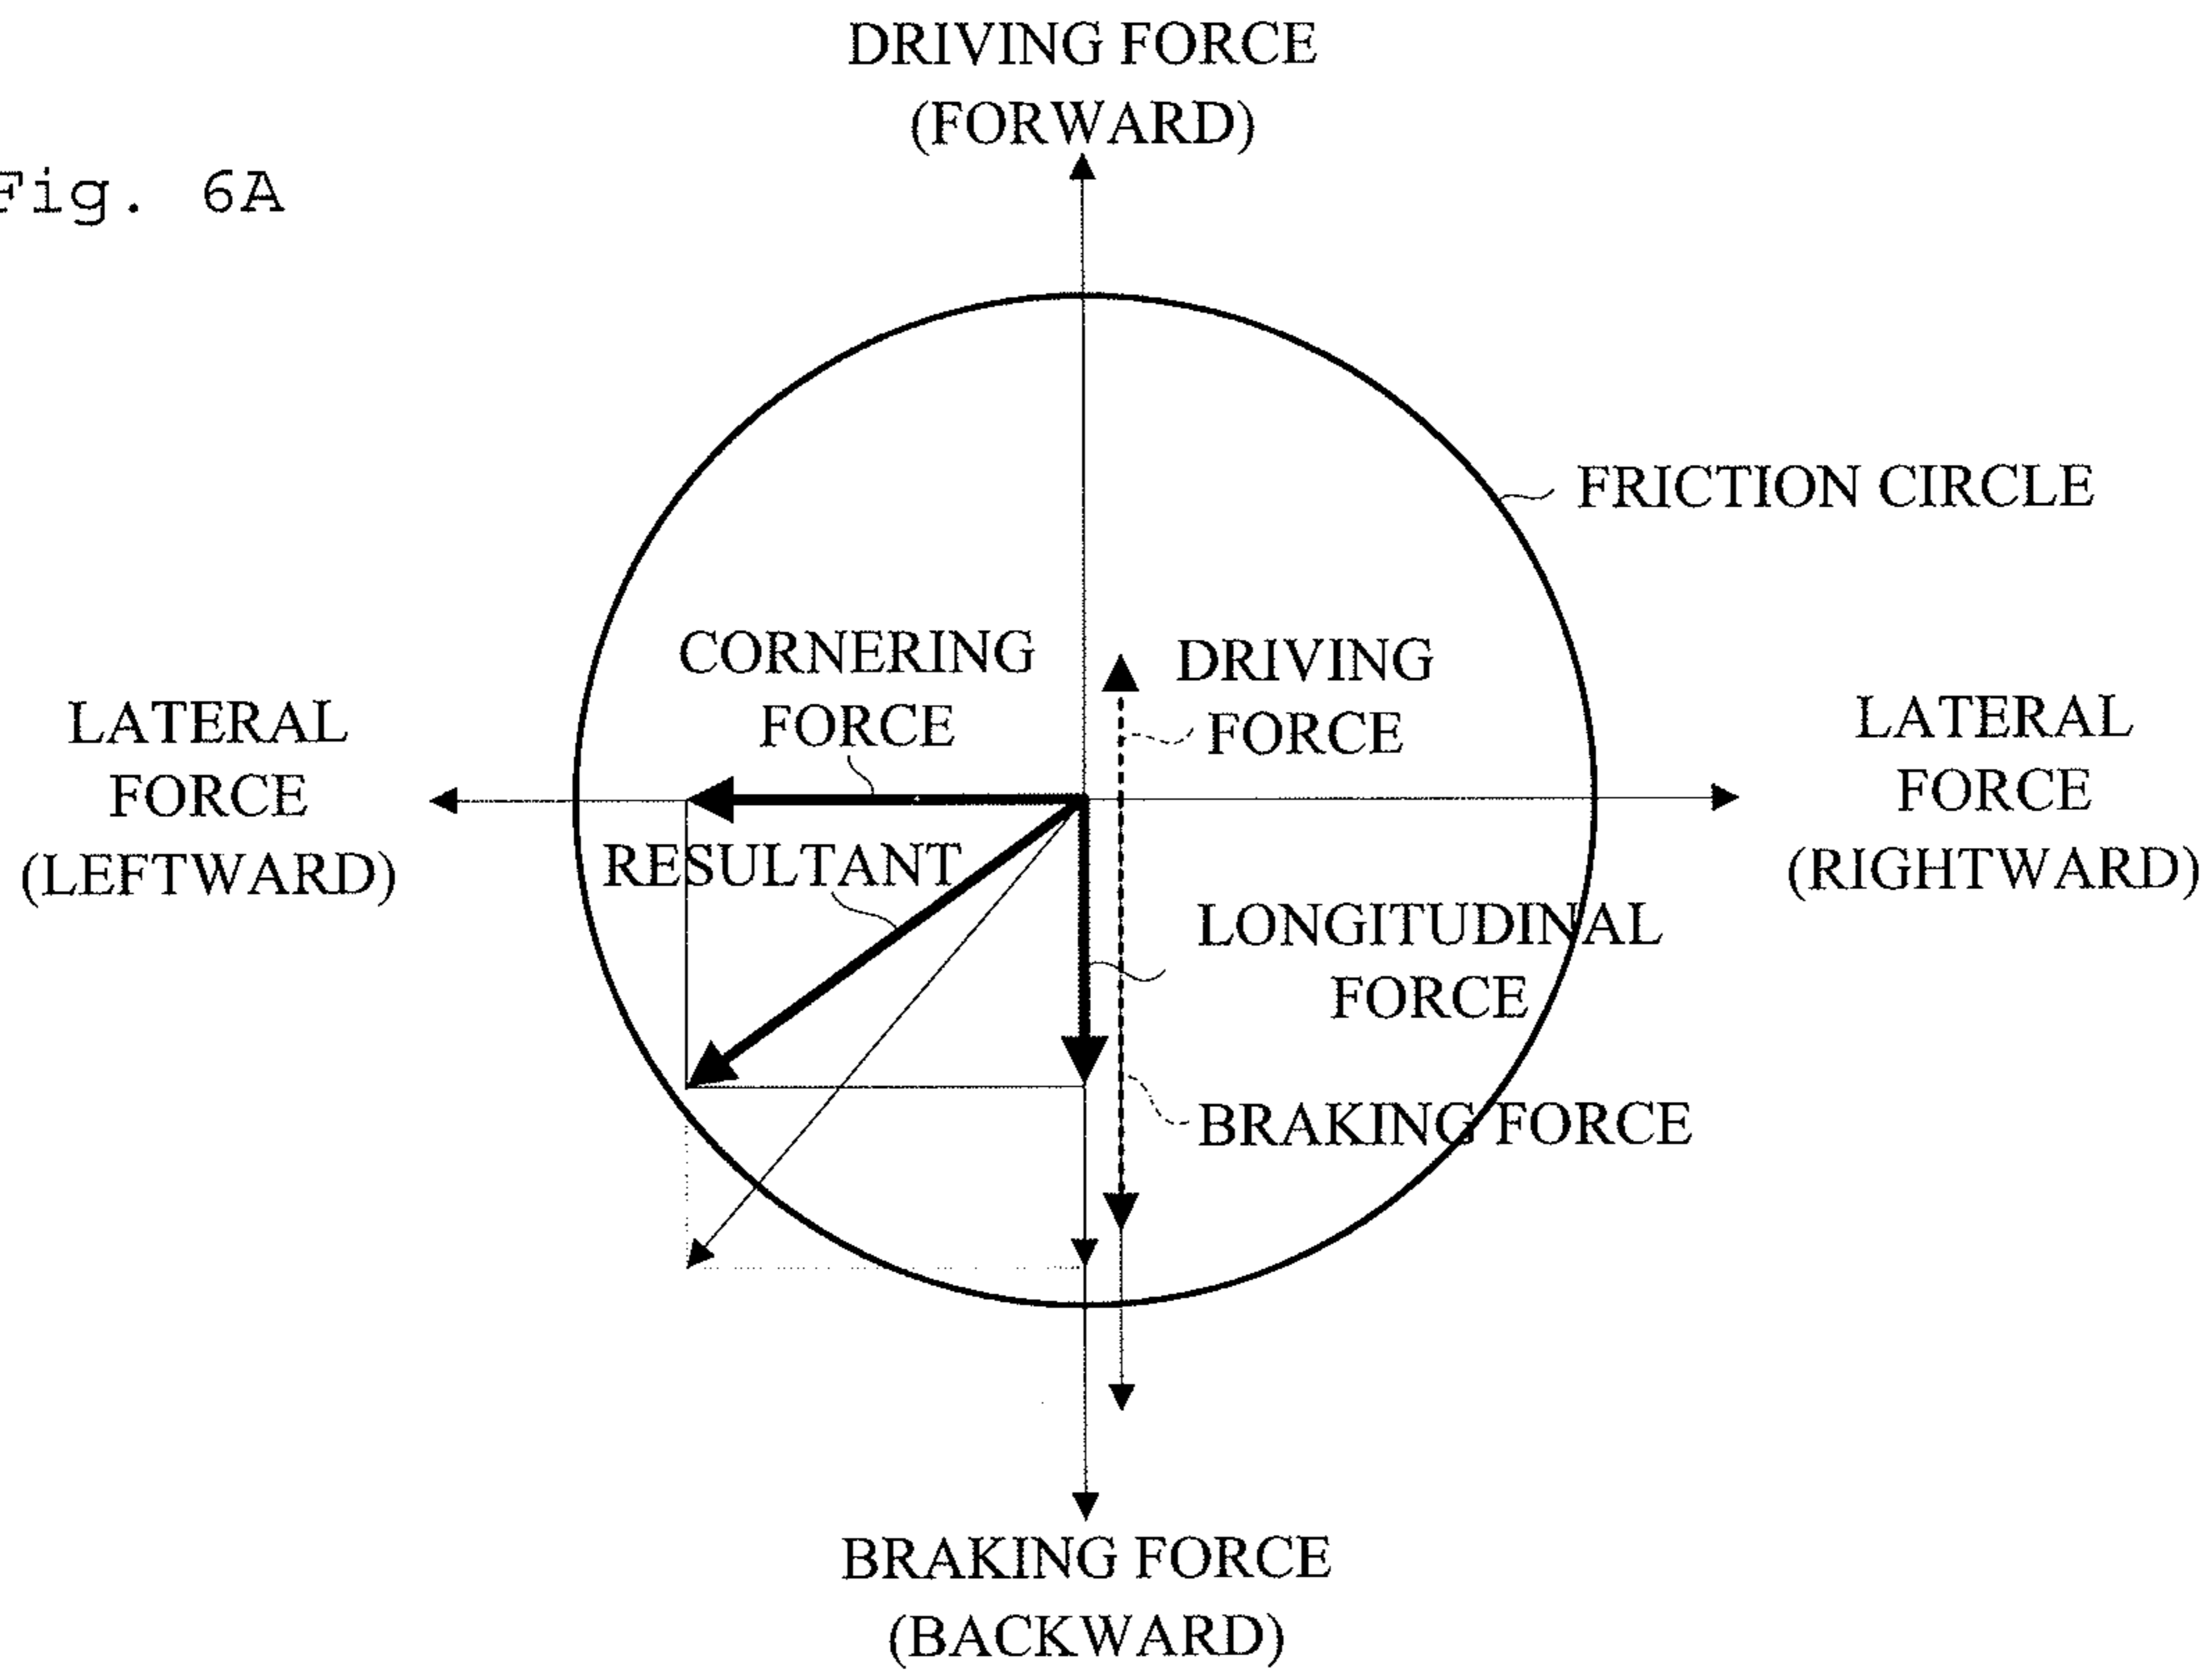 DRIVING FORCE
(FORWARD)
Fig. 6A
FRICTION CIRCLE
CORNERING
FORCE
DRIVING
FORCE
LATERAL
FORCE
(LEFTWARD)
LATERAL
FORCE
(RIGHTWARD)
RESULTANT
LONGITUDINAL
FORCE
BRAKING FORCE
BRAKING FORCE
(BACKWARD)